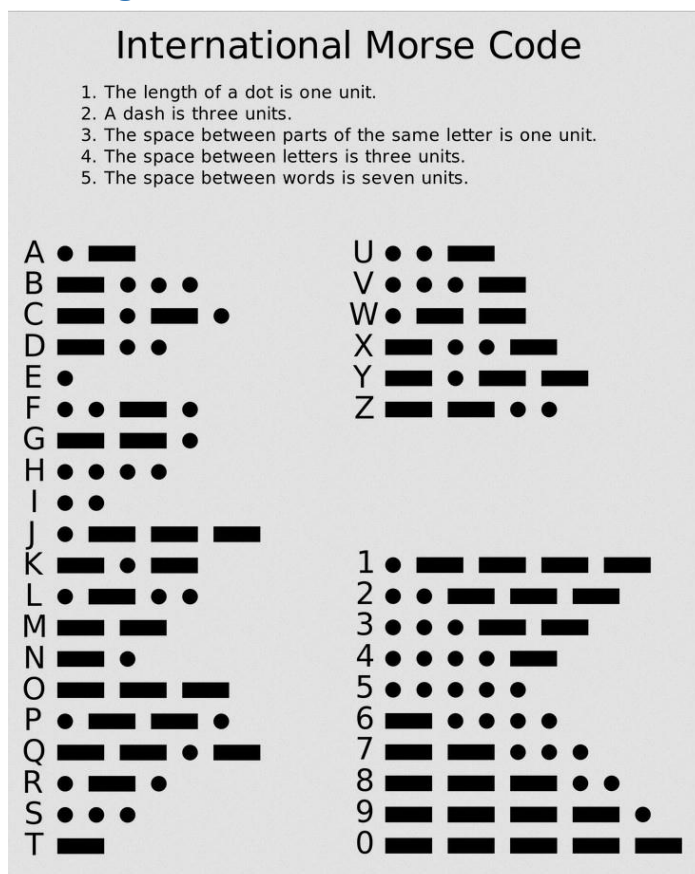 International Morse Code
1. The length of a dot is one unit.
2. A dash is three units.
3. The space between parts of the same letter is one unit.
4. The space between letters is three units.
5. The space between words is seven units.
A
B
C
D
E
F
G
H
I
J
K
L
M
N
O
P
Q
R
S
T
U
V
W
X
Y
Z
1
2
3
4
5
6
7
8
9
0